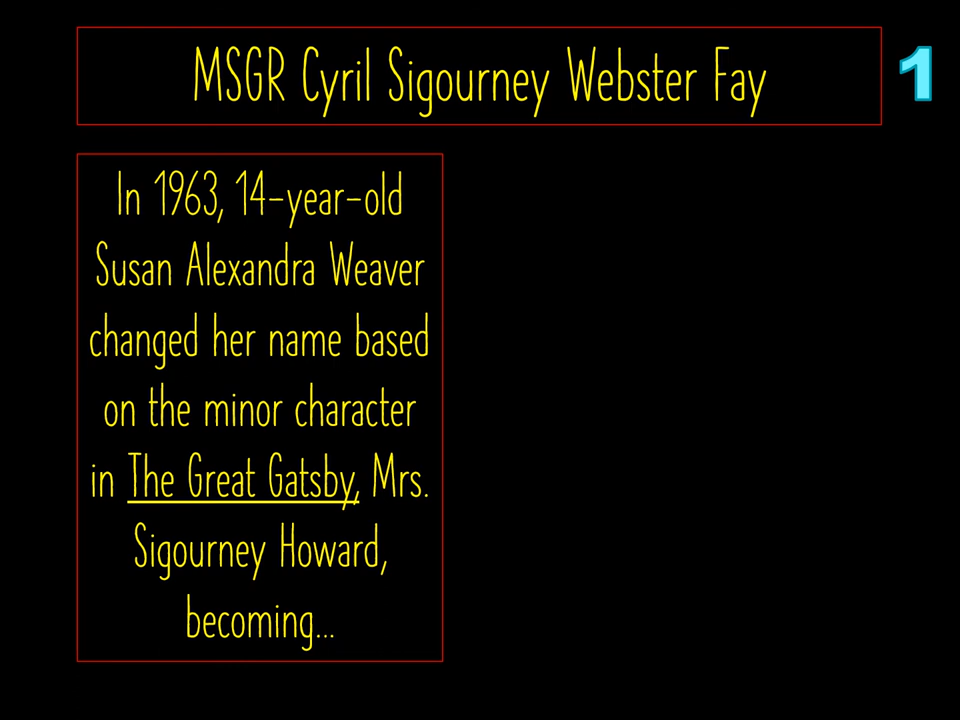 MSGR Cyril Sigourney Webster Fay
1
In 1963, 14-year-old
Susan Alexandra Weaver
changed her name based
on the minor character
in The Great Gatsby, Mrs.
Sigourney Howard,
becoming...